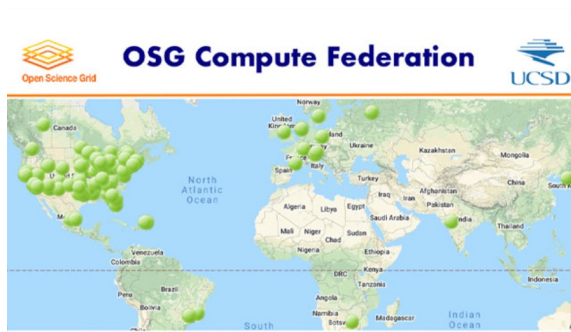 OSG Compute Federation
Open Science Grid
UCSD
Norway
Canada
United
Ukraine
Kazakhstan
Mongolia
Spain
Italy
Turkey
China
North
Atlantic
Ocean
Iraq
Iran
Afghanistan
Pakistan
Algeria
Libya
Egypt
Saudi Arabia
Thailand
Mali
Niger
Chad
Sudan
Venezuela
Colombia
Nigeria
Ethiopia
DRC
Kenya
Indonesia
Tanzania
Peru
Brazil
Bolivia
Angola
Namibia
Madagascar
Indian
Ocean
South